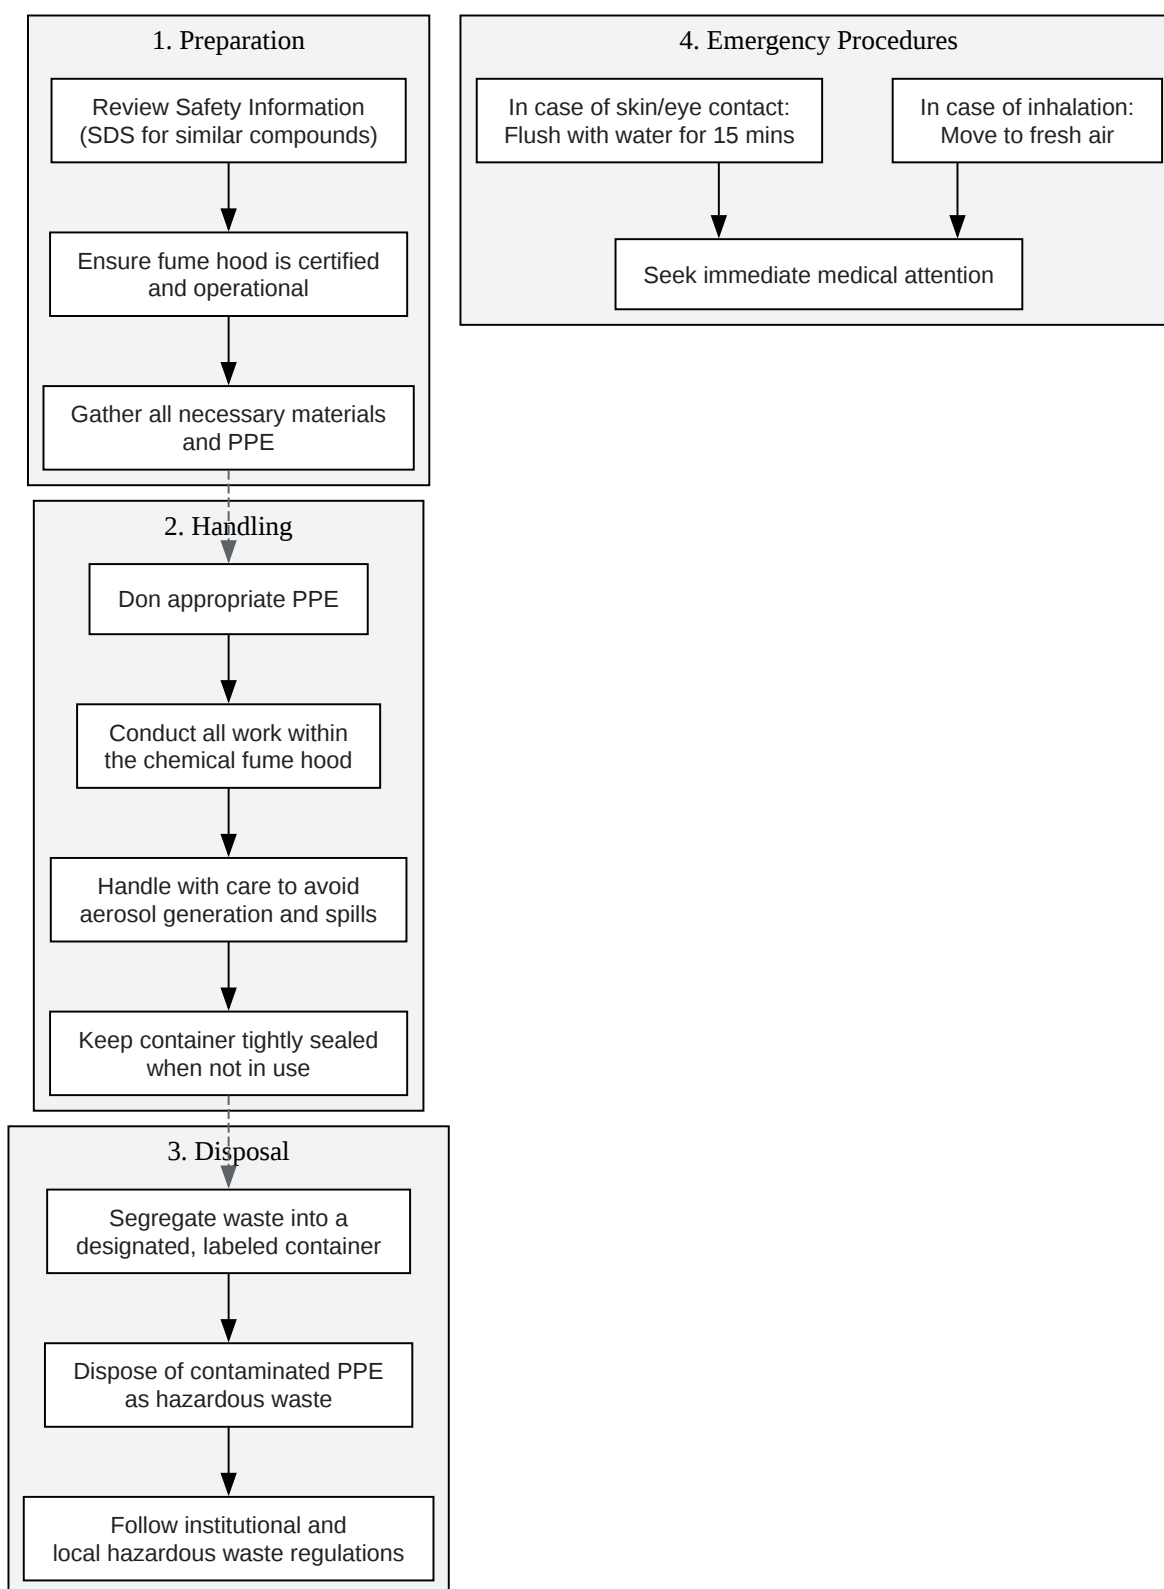 1. Preparation
Review Safety Information
(SDS for similar compounds)
Ensure fume hood is certified
and operational
Gather all necessary materials
and PPE
2. Handling
Don appropriate PPE
Conduct all work within
the chemical fume hood
Handle with care to avoid
aerosol generation and spills
Keep container tightly sealed
when not in use
3. Disposal
Segregate waste into a
designated, labeled container
Dispose of contaminated PPE
as hazardous waste
Follow institutional and
local hazardous waste regulations
4. Emergency Procedures
In case of skin/eye contact:
Flush with water for 15 mins
In case of inhalation:
Move to fresh air
Seek immediate medical attention